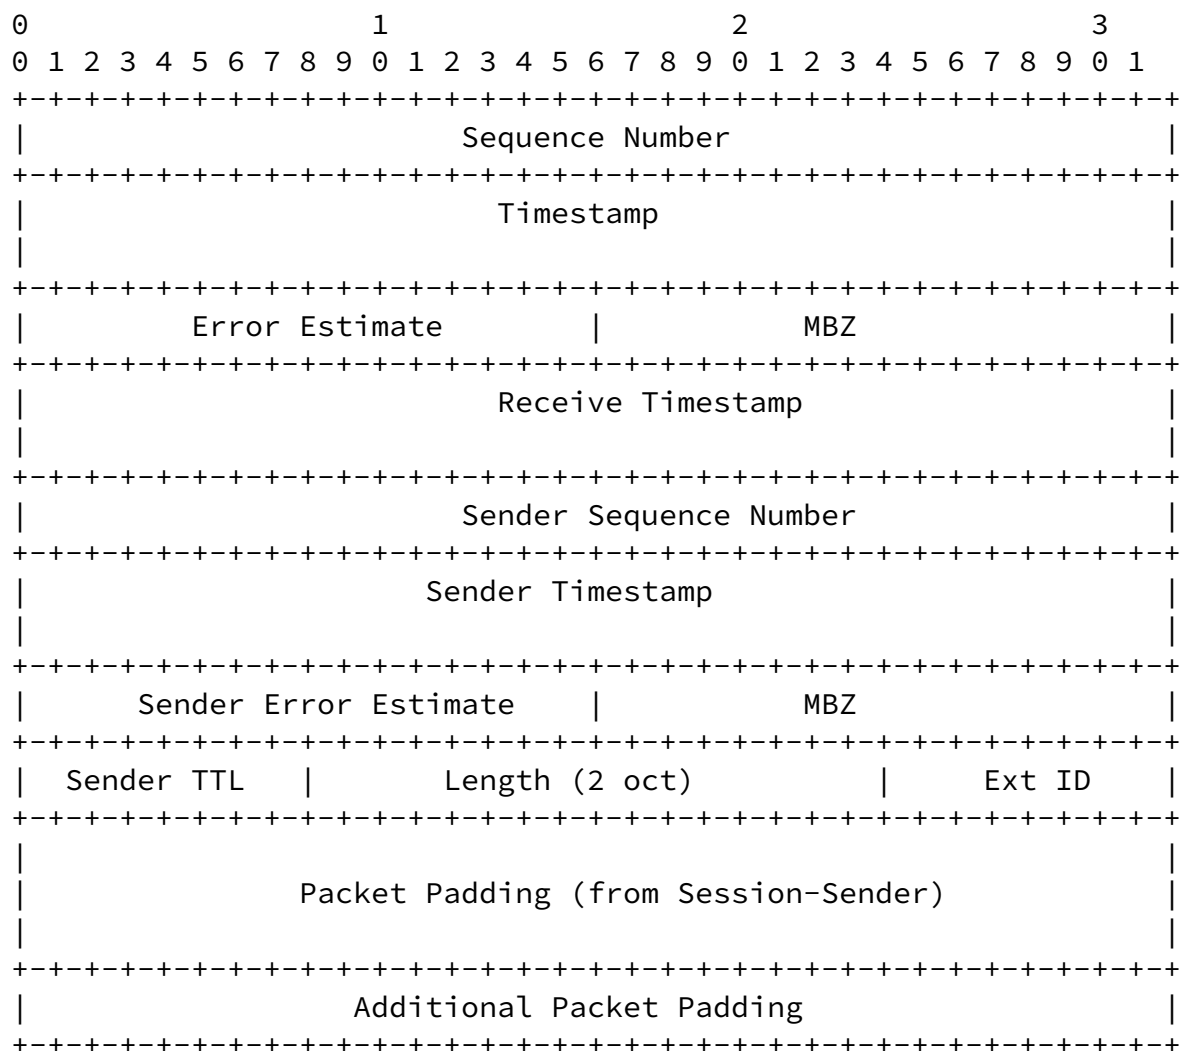 0                   1                   2                   3
0 1 2 3 4 5 6 7 8 9 0 1 2 3 4 5 6 7 8 9 0 1 2 3 4 5 6 7 8 9 0 1
+-+-+-+-+-+-+-+-+-+-+-+-+-+-+-+-+-+-+-+-+-+-+-+-+-+-+-+-+-+-+-+-+
|                        Sequence Number                        |
+-+-+-+-+-+-+-+-+-+-+-+-+-+-+-+-+-+-+-+-+-+-+-+-+-+-+-+-+-+-+-+-+
|                          Timestamp                            |
|                                                               |
+-+-+-+-+-+-+-+-+-+-+-+-+-+-+-+-+-+-+-+-+-+-+-+-+-+-+-+-+-+-+-+-+
|         Error Estimate        |           MBZ                 |
+-+-+-+-+-+-+-+-+-+-+-+-+-+-+-+-+-+-+-+-+-+-+-+-+-+-+-+-+-+-+-+-+
|                          Receive Timestamp                    |
|                                                               |
+-+-+-+-+-+-+-+-+-+-+-+-+-+-+-+-+-+-+-+-+-+-+-+-+-+-+-+-+-+-+-+-+
|                        Sender Sequence Number                 |
+-+-+-+-+-+-+-+-+-+-+-+-+-+-+-+-+-+-+-+-+-+-+-+-+-+-+-+-+-+-+-+-+
|                      Sender Timestamp                         |
|                                                               |
+-+-+-+-+-+-+-+-+-+-+-+-+-+-+-+-+-+-+-+-+-+-+-+-+-+-+-+-+-+-+-+-+
|      Sender Error Estimate    |           MBZ                 |
+-+-+-+-+-+-+-+-+-+-+-+-+-+-+-+-+-+-+-+-+-+-+-+-+-+-+-+-+-+-+-+-+
|  Sender TTL   |       Length (2 oct)          |     Ext ID    |
+-+-+-+-+-+-+-+-+-+-+-+-+-+-+-+-+-+-+-+-+-+-+-+-+-+-+-+-+-+-+-+-+
|                                                               |
|               Packet Padding (from Session-Sender)            |
|                                                               |
+-+-+-+-+-+-+-+-+-+-+-+-+-+-+-+-+-+-+-+-+-+-+-+-+-+-+-+-+-+-+-+-+
|                  Additional Packet Padding                    |
+-+-+-+-+-+-+-+-+-+-+-+-+-+-+-+-+-+-+-+-+-+-+-+-+-+-+-+-+-+-+-+-+